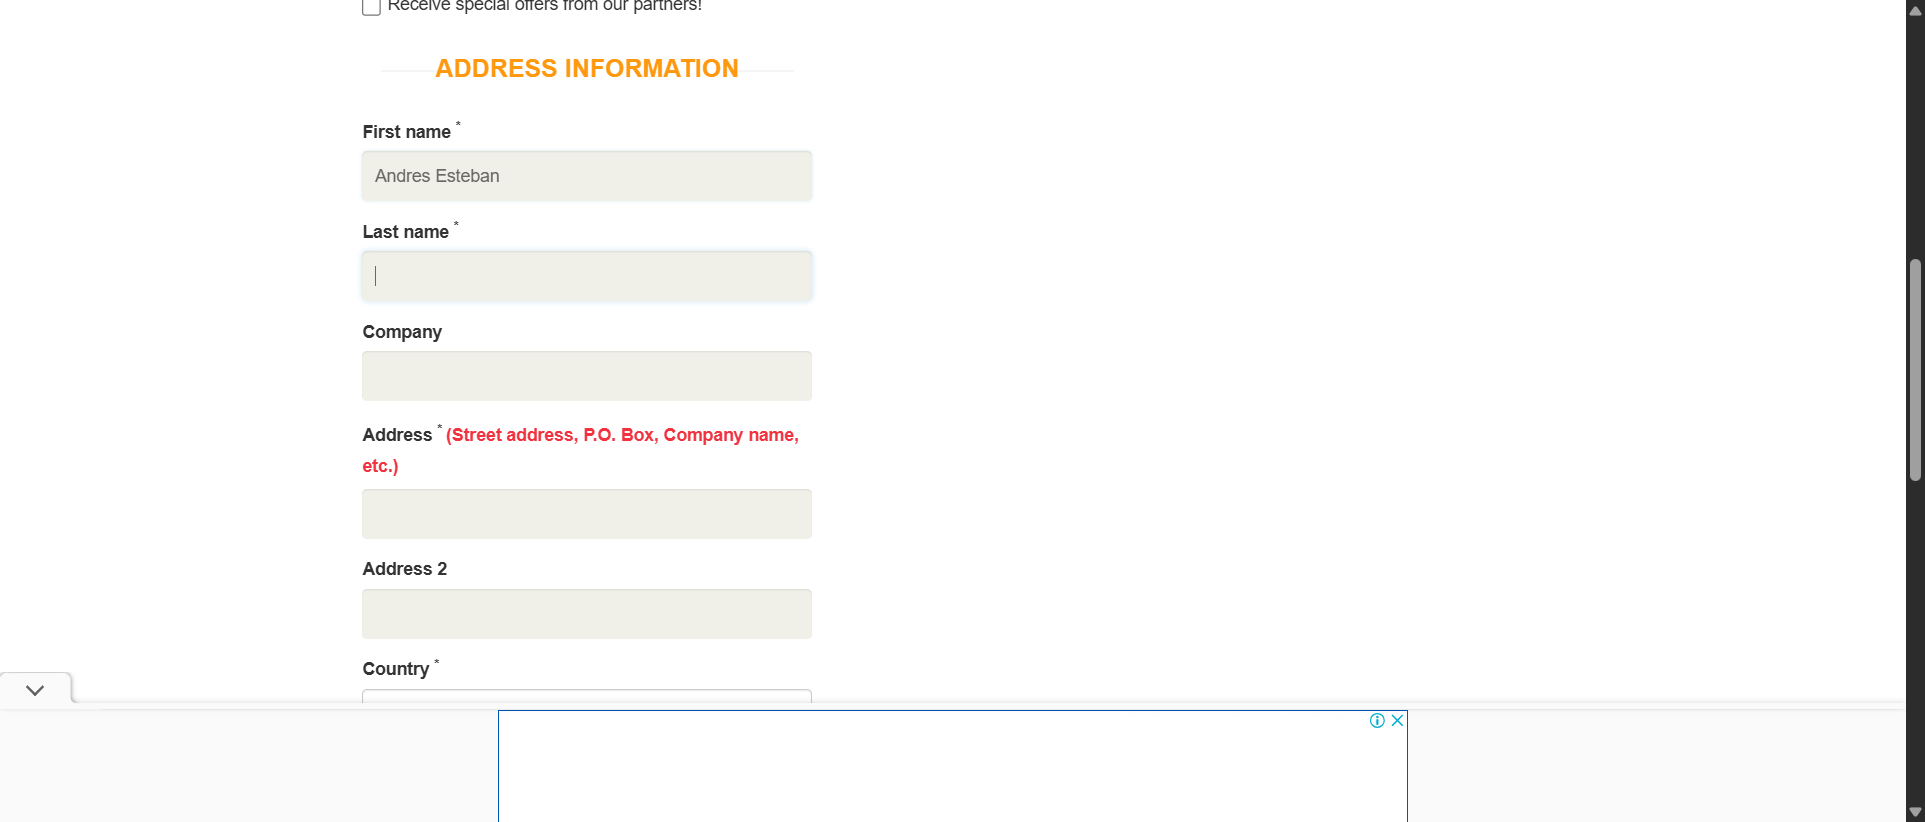 Receive special offers from our partners!
ADDRESS INFORMATION
First name *
Andres Esteban
Last name *
Company
Address * (Street address, P.O. Box, Company name,
etc.)
Address 2
Country *